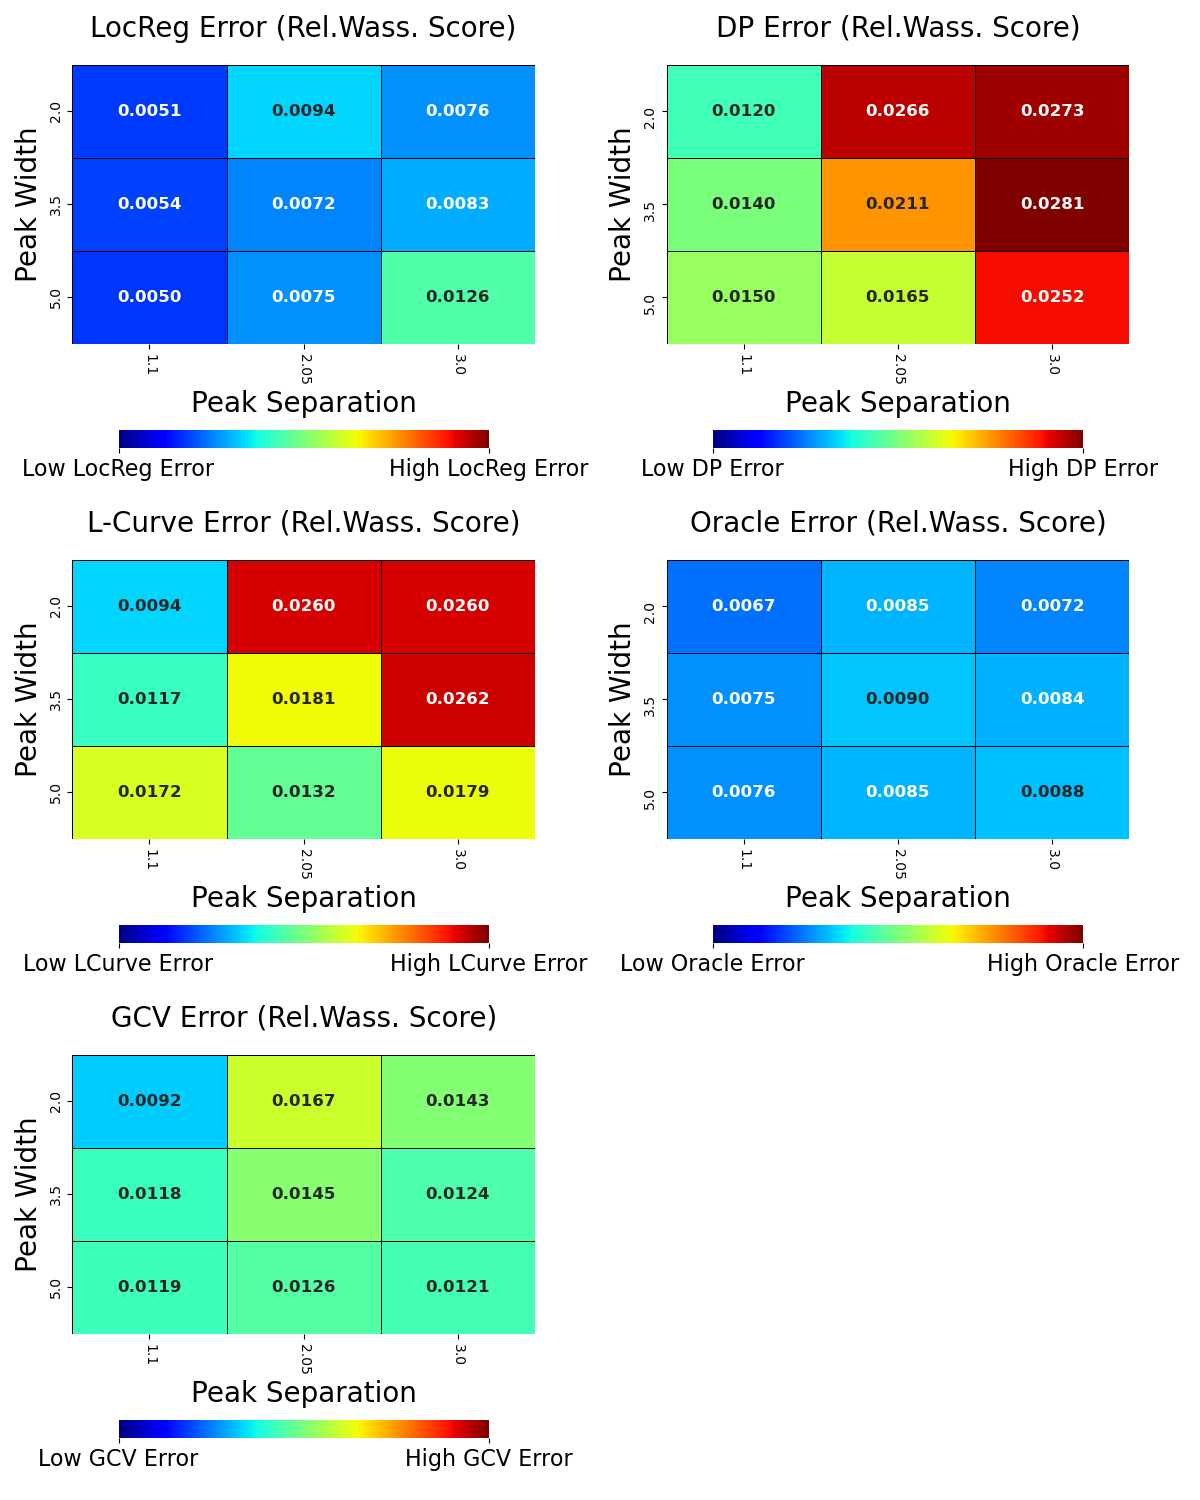 LocReg Error (Rel.Wass. Score)
Peak Width
2.0
0.0051 0.0094 0.0076
3.5
0.0054 0.0072 0.0083
5.0
0.0050 0.0075 0.0126
1.1 2.05 3.0
Peak Separation
Low LocReg Error High LocReg Error
DP Error (Rel.Wass. Score)
Peak Width
2.0
0.0120 0.0266 0.0273
3.5
0.0140 0.0211 0.0281
5.0
0.0150 0.0165 0.0252
1.1 2.05 3.0
Peak Separation
Low DP Error High DP Error
L-Curve Error (Rel.Wass. Score)
Peak Width
2.0
0.0094 0.0260 0.0260
3.5
0.0117 0.0181 0.0262
5.0
0.0172 0.0132 0.0179
1.1 2.05 3.0
Peak Separation
Low LCurve Error High LCurve Error
Oracle Error (Rel.Wass. Score)
Peak Width
2.0
0.0067 0.0085 0.0072
3.5
0.0075 0.0090 0.0084
5.0
0.0076 0.0085 0.0088
1.1 2.05 3.0
Peak Separation
Low Oracle Error High Oracle Error
GCV Error (Rel.Wass. Score)
Peak Width
2.0
0.0092 0.0167 0.0143
3.5
0.0118 0.0145 0.0124
5.0
0.0119 0.0126 0.0121
1.1 2.05 3.0
Peak Separation
Low GCV Error High GCV Error